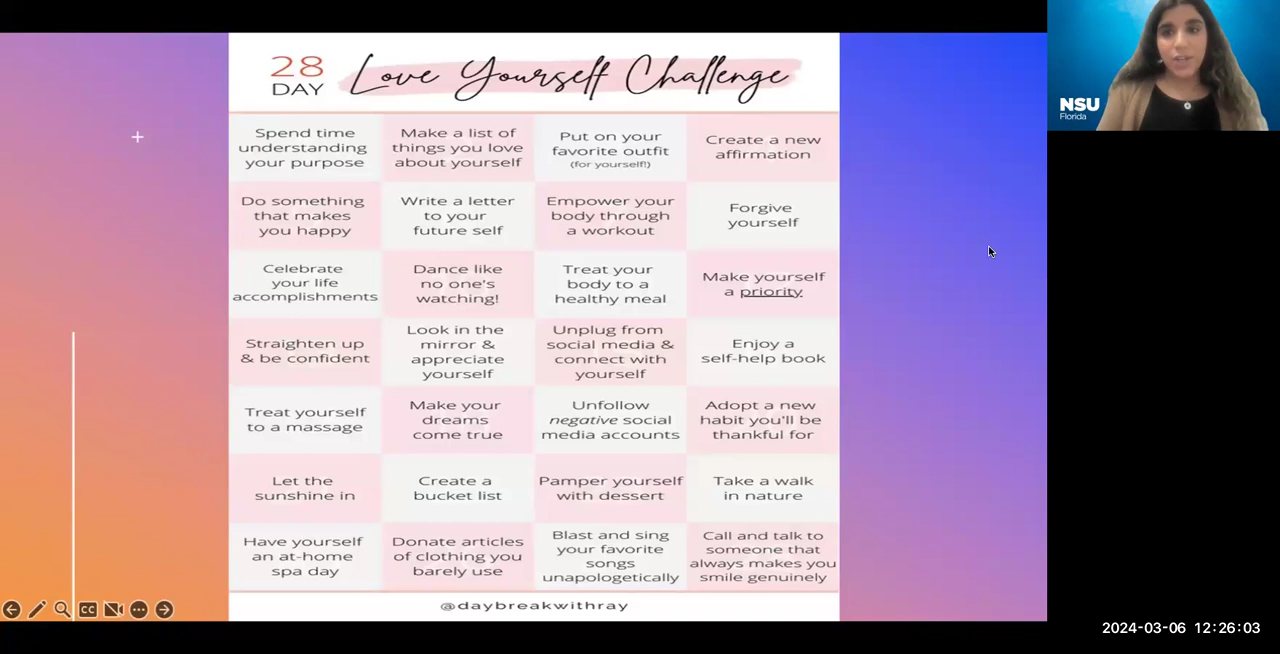 28
DAY
Love Yourself Challenge
Spend time
understanding
your purpose
Make a list of
things you love
about yourself
Put on your
favorite outfit
(for yourself!)
Create a new
affirmation
Do something
that makes
you happy
Write a letter
to your
future self
Empower your
body through
a workout
Forgive
yourself
Celebrate
your life
accomplishments
Dance like
no one's
watching!
Treat your
body to a
healthy meal
Make yourself
a priority
Straighten up
& be confident
Look in the
mirror &
appreciate
yourself
Unplug from
social media &
connect with
yourself
Enjoy a
self-help book
Treat yourself
to a massage
Make your
dreams
come true
Unfollow
negative social
media accounts
Adopt a new
habit you'll be
thankful for
Let the
sunshine in
Create a
bucket list
Pamper yourself
with dessert
Take a walk
in nature
Have yourself
an at-home
spa day
Donate articles
of clothing you
barely use
Blast and sing
your favorite
songs
unapologetically
Call and talk to
someone that
always makes you
smile genuinely
@daybreakwithray
NSU
Florida
CC
2024-03-06 12:26:03